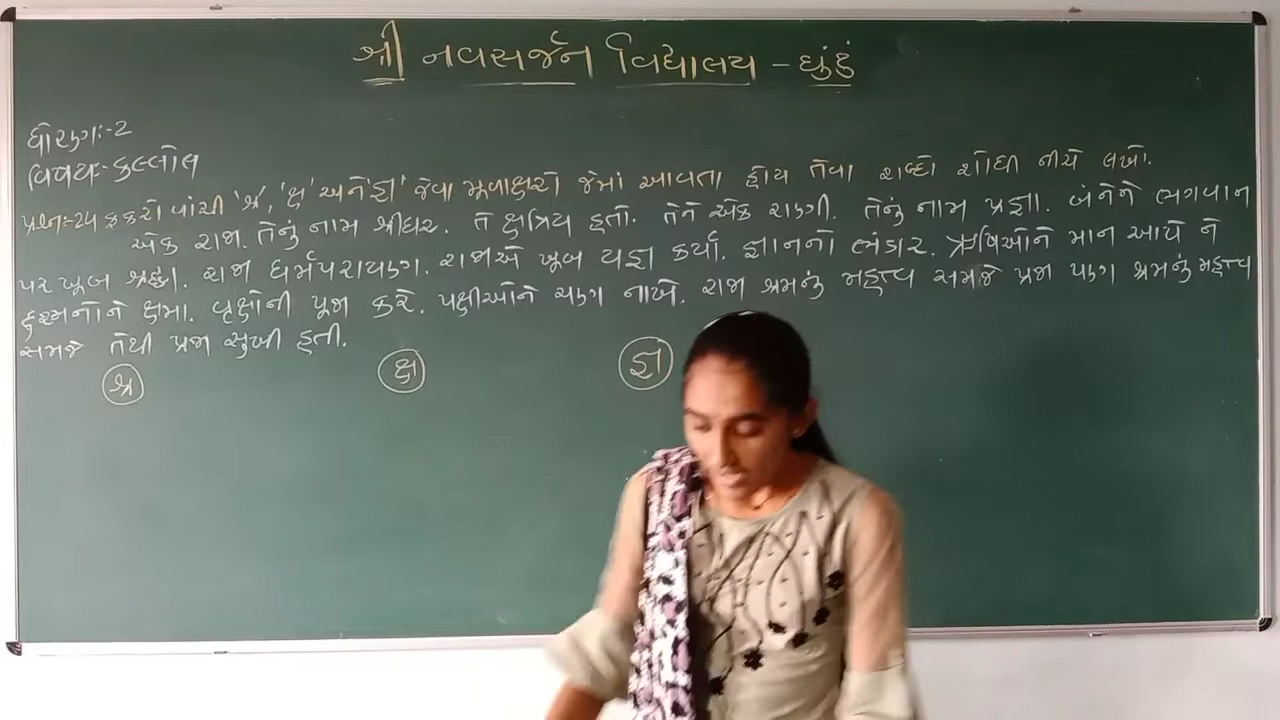 શ્રી નવસર્જન વિદ્યાલય - ઘુંટું
ધોરણઃ-2
વિષયઃ-કલ્લોલ
પ્રશ્નઃ-24 ફકરો વાંચી 'શ્ર', 'ક્ષ' અને 'જ્ઞ' જેવા મૂળાક્ષરો જેમાં આવતા હોય તેવા શબ્દો શોધી નીચે લખો.
એક રાજા. તેનું નામ શ્રીધર. તે ક્ષત્રિય હતો. તેને એક રાણી. તેનું નામ પ્રજ્ઞા. બંનેને ભગવાન
પર ખૂબ શ્રદ્ધા. રાજા ધર્મપરાયણ. રાજાએ ખૂબ યજ્ઞ કર્યા. જ્ઞાનનો ભંડાર. ઋષિઓને માન આપે ને
દુશ્મનોને ક્ષમા. વૃક્ષોની પૂજા કરે. પક્ષીઓને ચણ નાખે. રાજા શ્રમનું મહત્ત્વ સમજે પ્રજા પણ શ્રમનું મહત્ત્વ
સમજે તેથી પ્રજા સુખી હતી.
શ્ર ક્ષ જ્ઞ